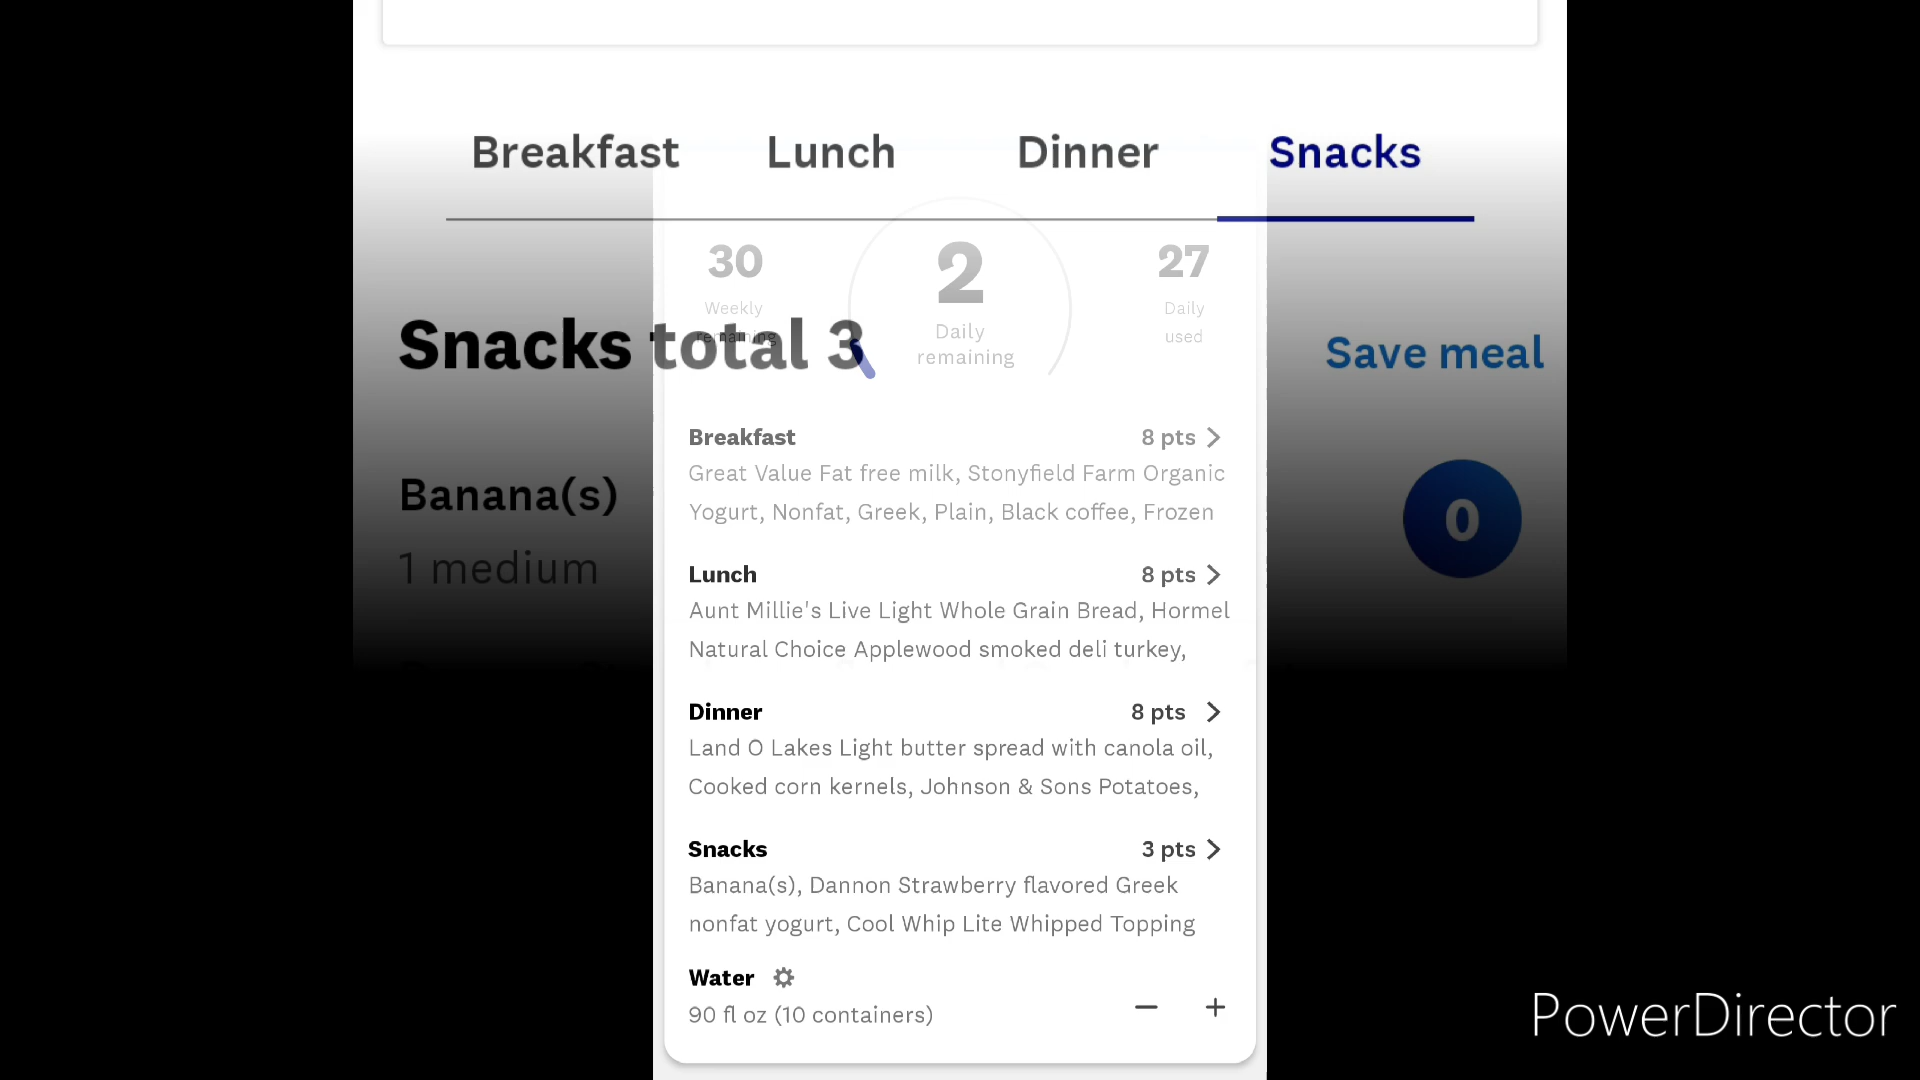 Breakfast Lunch Dinner Snacks
30 2 27
Weekly remaining
Daily remaining
Daily used
Snacks total 3 Save meal
Banana(s) 0
1 medium
Breakfast 8 pts
Great Value Fat free milk, Stonyfield Farm Organic
Yogurt, Nonfat, Greek, Plain, Black coffee, Frozen
Lunch 8 pts
Aunt Millie's Live Light Whole Grain Bread, Hormel
Natural Choice Applewood smoked deli turkey,
Dinner 8 pts
Land O Lakes Light butter spread with canola oil,
Cooked corn kernels, Johnson & Sons Potatoes,
Snacks 3 pts
Banana(s), Dannon Strawberry flavored Greek
nonfat yogurt, Cool Whip Lite Whipped Topping
Water
90 fl oz (10 containers)
PowerDirector